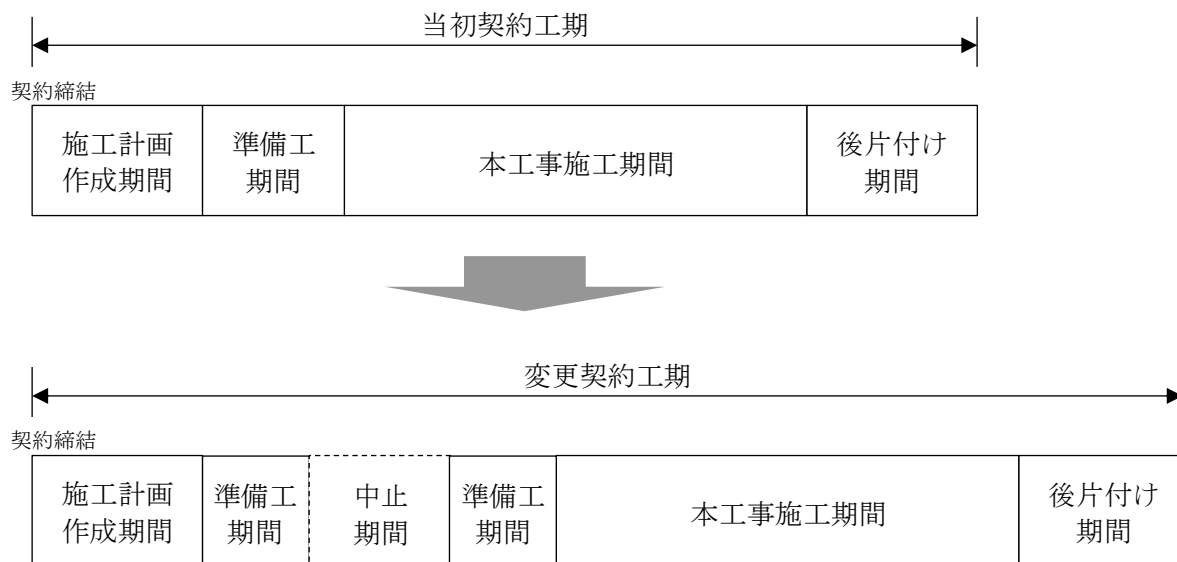 当初契約工期
契約締結
施工計画
作成期間
準備工
期間
本工事施工期間
後片付け
期間
変更契約工期
契約締結
施工計画
作成期間
準備工
期間
中止
期間
準備工
期間
本工事施工期間
後片付け
期間